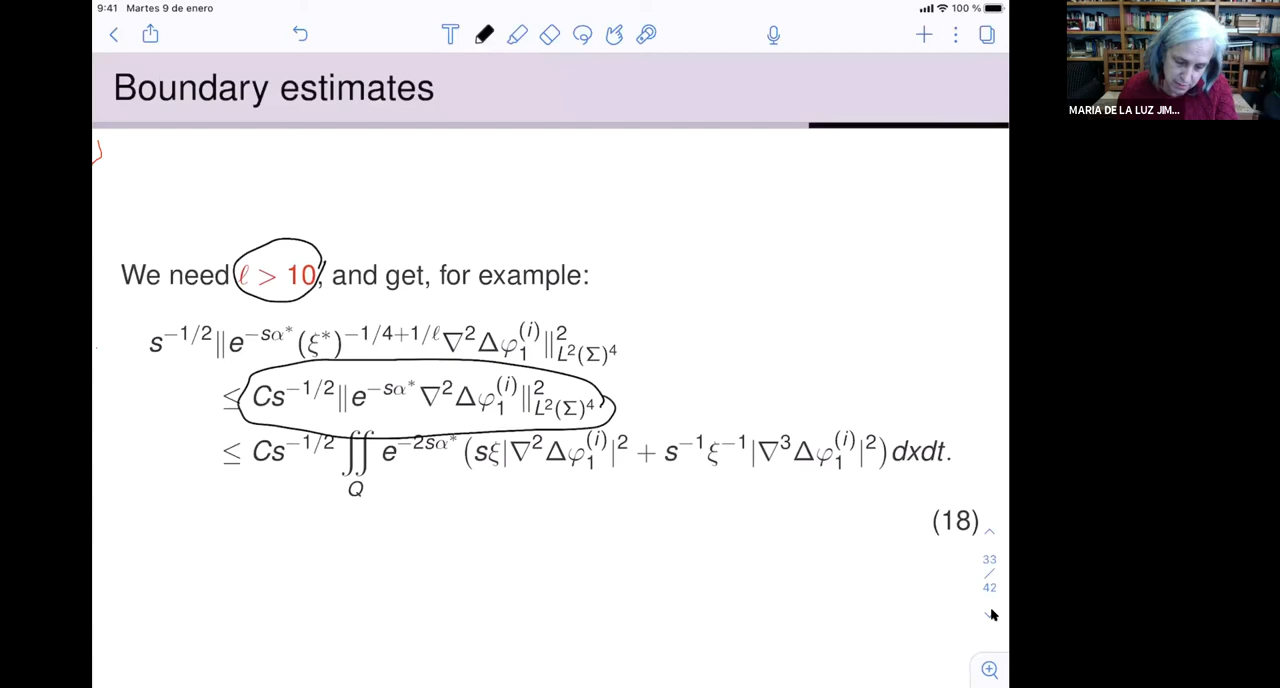 9:41 Martes 9 de enero
100 %
Boundary estimates
MARIA DE LA LUZ JIM...
We need ℓ > 10, and get, for example:
s^{-1/2}‖e^{-sα*}(ξ*)^{-1/4+1/ℓ}∇²Δφ₁^{(i)}‖²_{L²(Σ)⁴}
≤ Cs^{-1/2}‖e^{-sα*}∇²Δφ₁^{(i)}‖²_{L²(Σ)⁴}
≤ Cs^{-1/2} ∬_Q e^{-2sα*}(sξ|∇²Δφ₁^{(i)}|² + s^{-1}ξ^{-1}|∇³Δφ₁^{(i)}|²)dxdt.
(18)
33
/
42